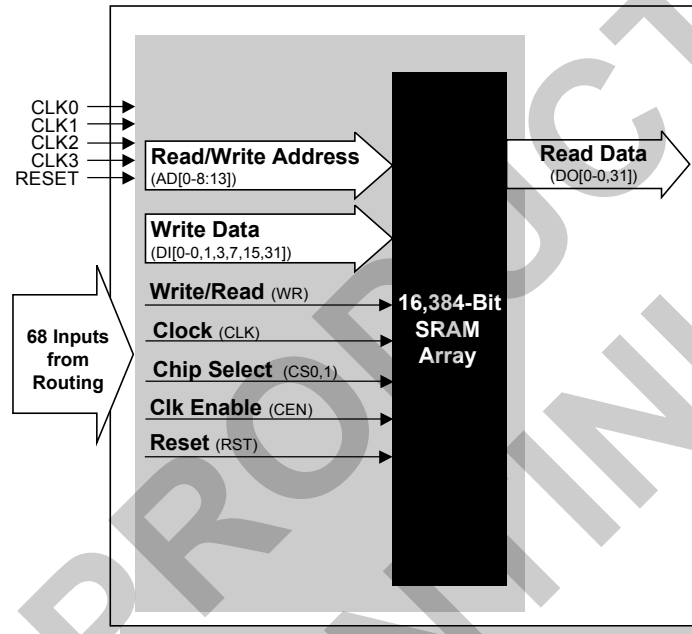 CLK0
CLK1
CLK2
CLK3
RESET
Read/Write Address
(AD[0-8:13])
Read Data
(DO[0-0,31])
Write Data
(DI[0-0,1,3,7,15,31])
Write/Read (WR)
Clock (CLK)
Chip Select (CS0,1)
Clk Enable (CEN)
Reset (RST)
16,384-Bit
SRAM
Array
68 Inputs
from
Routing
PRODUCT